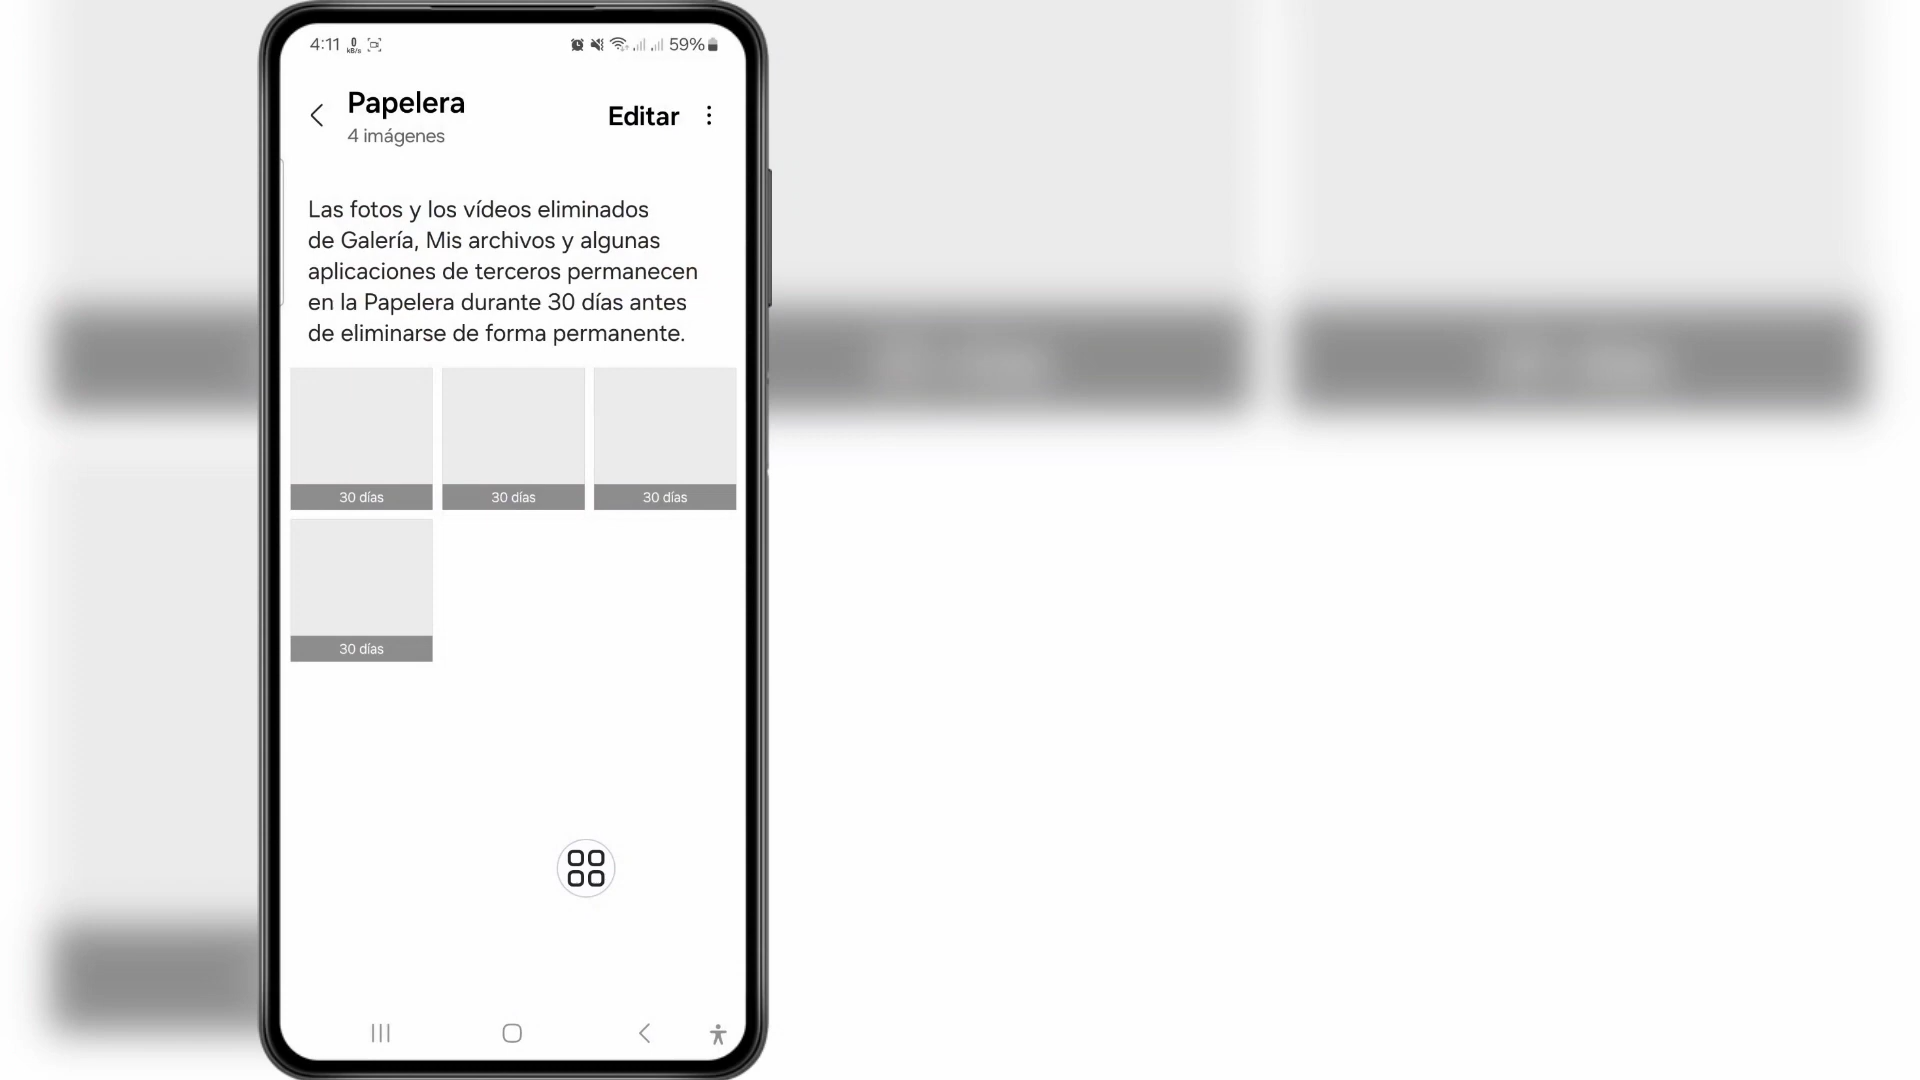 4:11 0 kB/s 59%
Papelera
Editar
4 imágenes
Las fotos y los vídeos eliminados
de Galería, Mis archivos y algunas
aplicaciones de terceros permanecen
en la Papelera durante 30 días antes
de eliminarse de forma permanente.
30 días 30 días 30 días
30 días